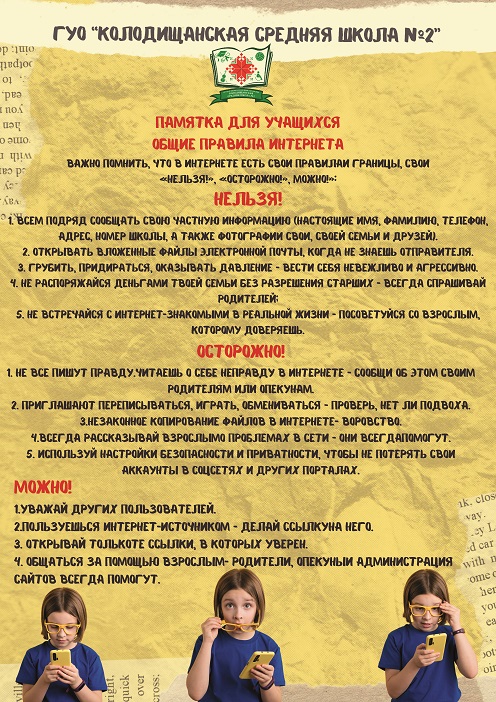 ГУО "КОЛОДИЩАНСКАЯ СРЕДНЯЯ ШКОЛА №2"
ПАМЯТКА ДЛЯ УЧАЩИХСЯ
ОБЩИЕ ПРАВИЛА ИНТЕРНЕТА
ВАЖНО ПОМНИТЬ, ЧТО В ИНТЕРНЕТЕ ЕСТЬ СВОИ ПРАВИЛАИ ГРАНИЦЫ, СВОИ
«НЕЛЬЗЯ!», «ОСТОРОЖНО!», МОЖНО!»:
НЕЛЬЗЯ!
1. ВСЕМ ПОДРЯД СООБЩАТЬ СВОЮ ЧАСТНУЮ ИНФОРМАЦИЮ (НАСТОЯЩИЕ ИМЯ, ФАМИЛИЮ, ТЕЛЕФОН,
АДРЕС, НОМЕР ШКОЛЫ, А ТАКЖЕ ФОТОГРАФИИ СВОИ, СВОЕЙ СЕМЬИ И ДРУЗЕЙ).
2. ОТКРЫВАТЬ ВЛОЖЕННЫЕ ФАЙЛЫ ЭЛЕКТРОННОЙ ПОЧТЫ, КОГДА НЕ ЗНАЕШЬ ОТПРАВИТЕЛЯ.
3. ГРУБИТЬ, ПРИДИРАТЬСЯ, ОКАЗЫВАТЬ ДАВЛЕНИЕ - ВЕСТИ СЕБЯ НЕВЕЖЛИВО И АГРЕССИВНО.
4. НЕ РАСПОРЯЖАЙСЯ ДЕНЬГАМИ ТВОЕЙ СЕМЬИ БЕЗ РАЗРЕШЕНИЯ СТАРШИХ - ВСЕГДА СПРАШИВАЙ
РОДИТЕЛЕЙ;
5. НЕ ВСТРЕЧАЙСЯ С ИНТЕРНЕТ-ЗНАКОМЫМИ В РЕАЛЬНОЙ ЖИЗНИ - ПОСОВЕТУЙСЯ СО ВЗРОСЛЫМ,
КОТОРОМУ ДОВЕРЯЕШЬ.
ОСТОРОЖНО!
1. НЕ ВСЕ ПИШУТ ПРАВДУ.ЧИТАЕШЬ О СЕБЕ НЕПРАВДУ В ИНТЕРНЕТЕ - СООБЩИ ОБ ЭТОМ СВОИМ
РОДИТЕЛЯМ ИЛИ ОПЕКУНАМ.
2. ПРИГЛАШАЮТ ПЕРЕПИСЫВАТЬСЯ, ИГРАТЬ, ОБМЕНИВАТЬСЯ - ПРОВЕРЬ, НЕТ ЛИ ПОДВОХА.
3.НЕЗАКОННОЕ КОПИРОВАНИЕ ФАЙЛОВ В ИНТЕРНЕТЕ- ВОРОВСТВО.
4.ВСЕГДА РАССКАЗЫВАЙ ВЗРОСЛЫМО ПРОБЛЕМАХ В СЕТИ - ОНИ ВСЕГДАПОМОГУТ.
5. ИСПОЛЬЗУЙ НАСТРОЙКИ БЕЗОПАСНОСТИ И ПРИВАТНОСТИ, ЧТОБЫ НЕ ПОТЕРЯТЬ СВОИ
АККАУНТЫ В СОЦСЕТЯХ И ДРУГИХ ПОРТАЛАХ.
МОЖНО!
1.УВАЖАЙ ДРУГИХ ПОЛЬЗОВАТЕЛЕЙ.
2.ПОЛЬЗУЕШЬСЯ ИНТЕРНЕТ-ИСТОЧНИКОМ - ДЕЛАЙ ССЫЛКУНА НЕГО.
3. ОТКРЫВАЙ ТОЛЬКОТЕ ССЫЛКИ, В КОТОРЫХ УВЕРЕН.
4. ОБЩАТЬСЯ ЗА ПОМОЩЬЮ ВЗРОСЛЫМ- РОДИТЕЛИ, ОПЕКУНЫИ АДМИНИСТРАЦИЯ
САЙТОВ ВСЕГДА ПОМОГУТ.